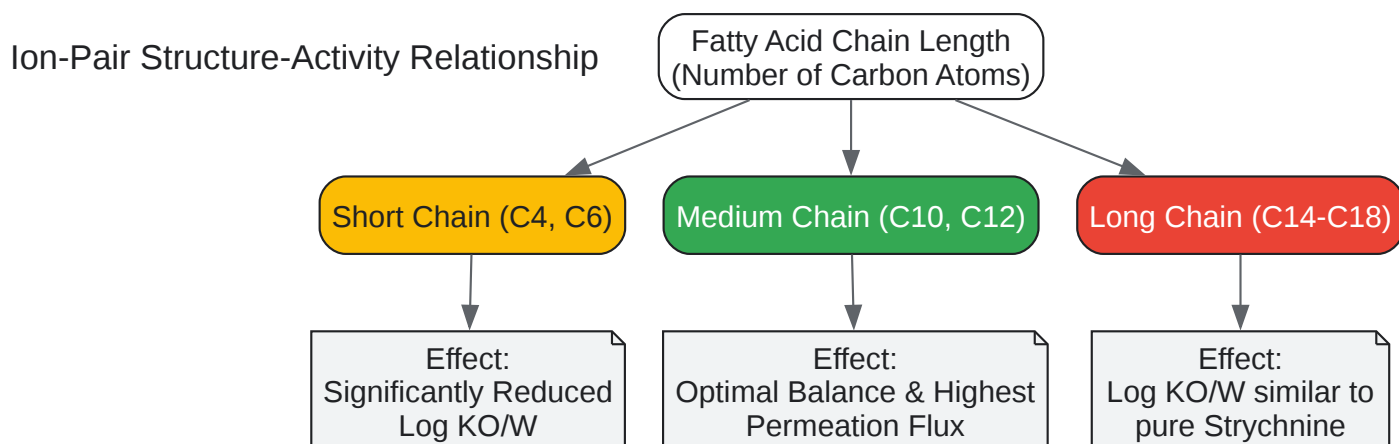 Ion-Pair Structure-Activity Relationship
Fatty Acid Chain Length
(Number of Carbon Atoms)
Short Chain (C4, C6)
Medium Chain (C10, C12)
Long Chain (C14-C18)
Effect:
Significantly Reduced
Log KO/W
Effect:
Optimal Balance & Highest
Permeation Flux
Effect:
Log KO/W similar to
pure Strychnine